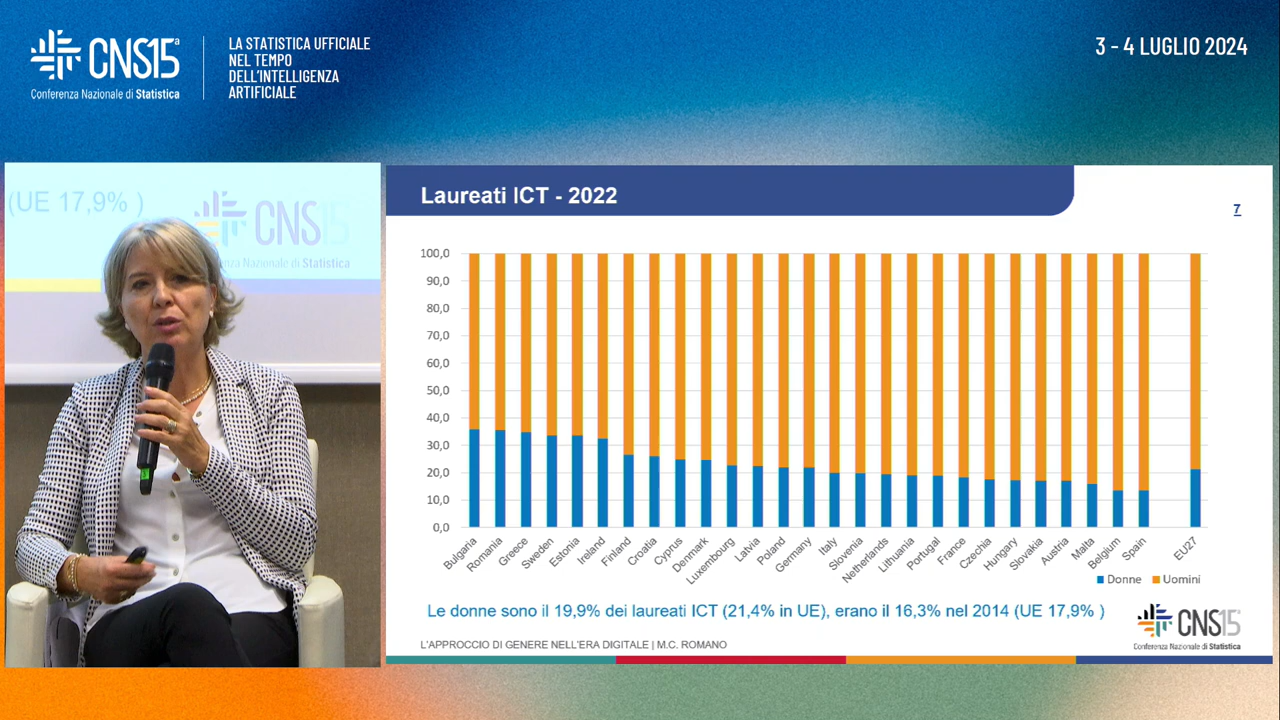 CNS15ª
Conferenza Nazionale di Statistica
LA STATISTICA UFFICIALE
NEL TEMPO
DELL'INTELLIGENZA
ARTIFICIALE
3 - 4 LUGLIO 2024
(UE 17,9% )
CNS15
nza Nazionale di Statistica
Laureati ICT - 2022
7
100,0
90,0
80,0
70,0
60,0
50,0
40,0
30,0
20,0
10,0
0,0
Bulgaria
Romania
Greece
Sweden
Estonia
Ireland
Finland
Croatia
Cyprus
Denmark
Luxembourg
Latvia
Poland
Germany
Italy
Slovenia
Netherlands
Lithuania
Portugal
France
Czechia
Hungary
Slovakia
Austria
Malta
Belgium
Spain
EU27
Donne Uomini
Le donne sono il 19,9% dei laureati ICT (21,4% in UE), erano il 16,3% nel 2014 (UE 17,9% )
CNS15ª
Conferenza Nazionale di Statistica
L'APPROCCIO DI GENERE NELL'ERA DIGITALE | M.C. ROMANO